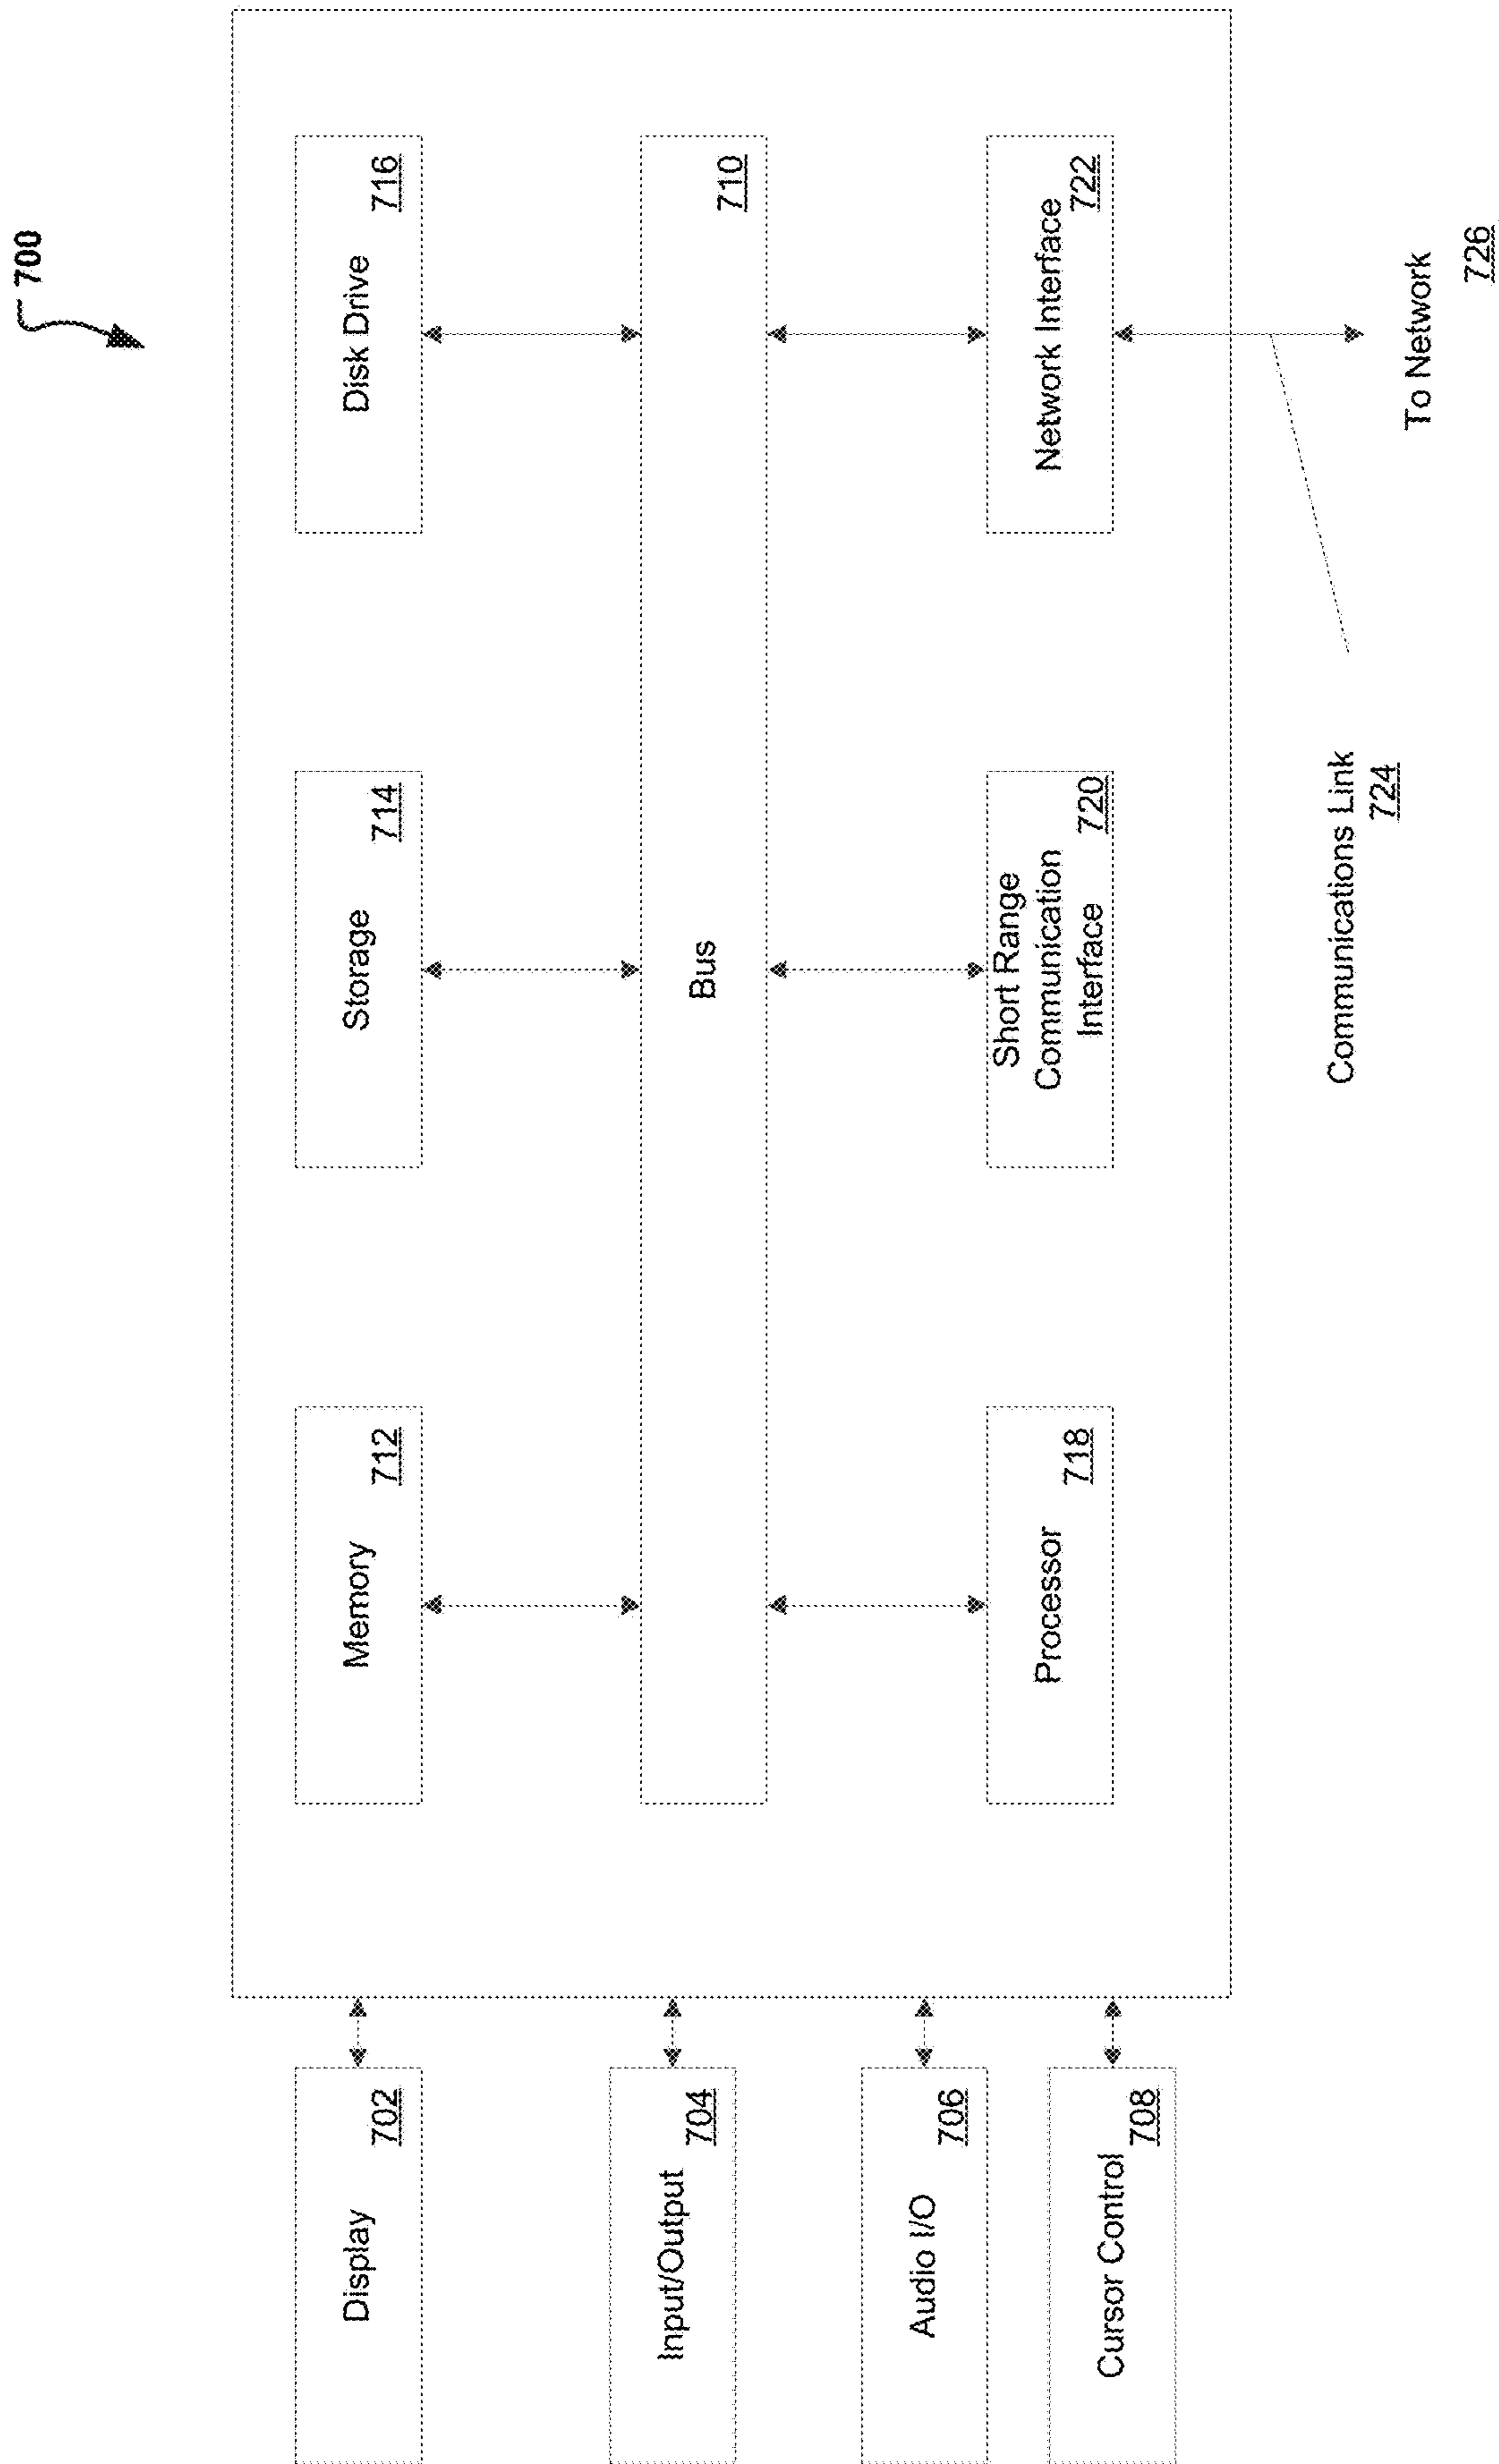 700
Display
702
Input/Output
704
Audio I/O
706
Cursor Control
708
Memory
712
Storage
714
Disk Drive
716
Bus
710
Processor
718
Short Range
Communication
Interface
720
Network Interface
722
Communications Link
724
To Network
726